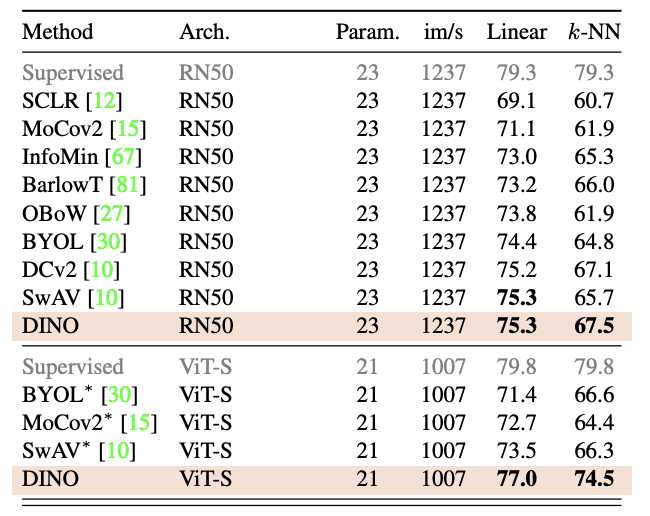 Method Arch. Param. im/s Linear k-NN
Supervised RN50 23 1237 79.3 79.3
SCLR [12] RN50 23 1237 69.1 60.7
MoCov2 [15] RN50 23 1237 71.1 61.9
InfoMin [67] RN50 23 1237 73.0 65.3
BarlowT [81] RN50 23 1237 73.2 66.0
OBoW [27] RN50 23 1237 73.8 61.9
BYOL [30] RN50 23 1237 74.4 64.8
DCv2 [10] RN50 23 1237 75.2 67.1
SwAV [10] RN50 23 1237 75.3 65.7
DINO RN50 23 1237 75.3 67.5
Supervised ViT-S 21 1007 79.8 79.8
BYOL* [30] ViT-S 21 1007 71.4 66.6
MoCov2* [15] ViT-S 21 1007 72.7 64.4
SwAV* [10] ViT-S 21 1007 73.5 66.3
DINO ViT-S 21 1007 77.0 74.5